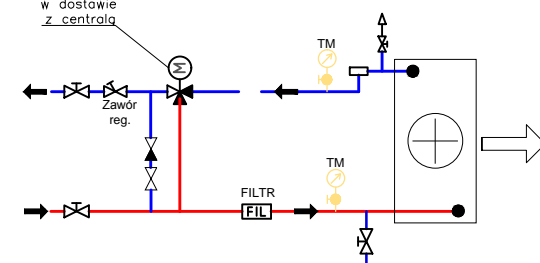 w dostawie
z centralą
M
TM
Zawór
reg.
TM
FILTR
FIL